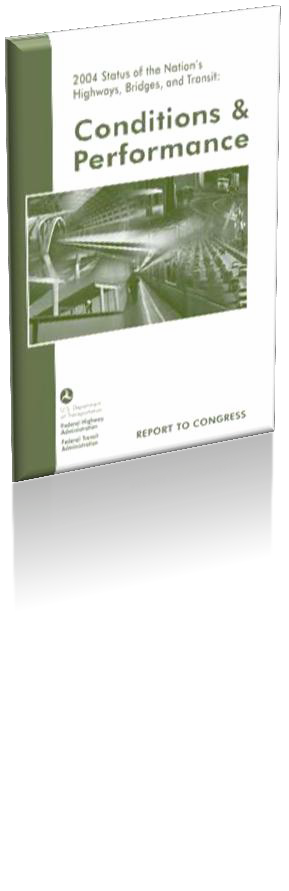 2004 Status of the Nation's
Highways, Bridges, and Transit:
Conditions &
Performance
U.S. Department
of Transportation
Federal Highway
Administration
Federal Transit
Administration
REPORT TO CONGRESS